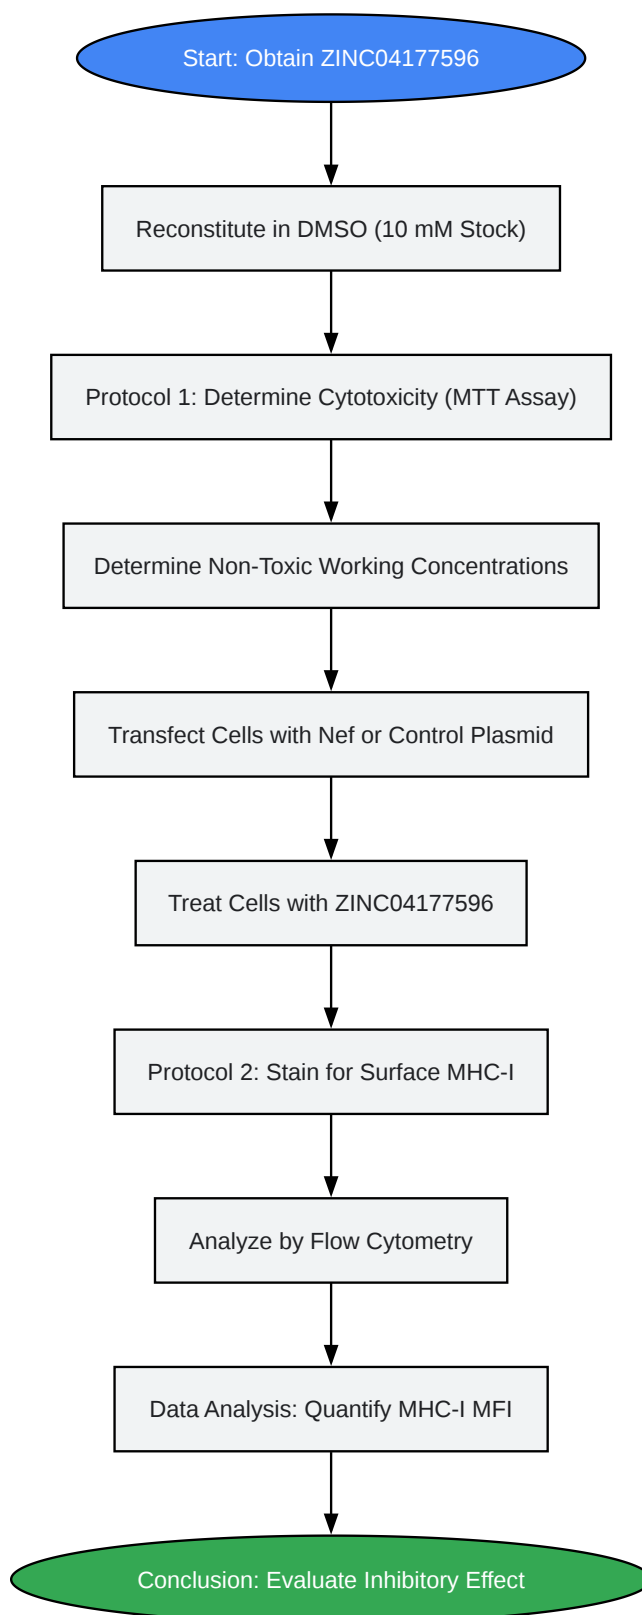 Start: Obtain ZINC04177596
Reconstitute in DMSO (10 mM Stock)
Protocol 1: Determine Cytotoxicity (MTT Assay)
Determine Non-Toxic Working Concentrations
Transfect Cells with Nef or Control Plasmid
Treat Cells with ZINC04177596
Protocol 2: Stain for Surface MHC-I
Analyze by Flow Cytometry
Data Analysis: Quantify MHC-I MFI
Conclusion: Evaluate Inhibitory Effect